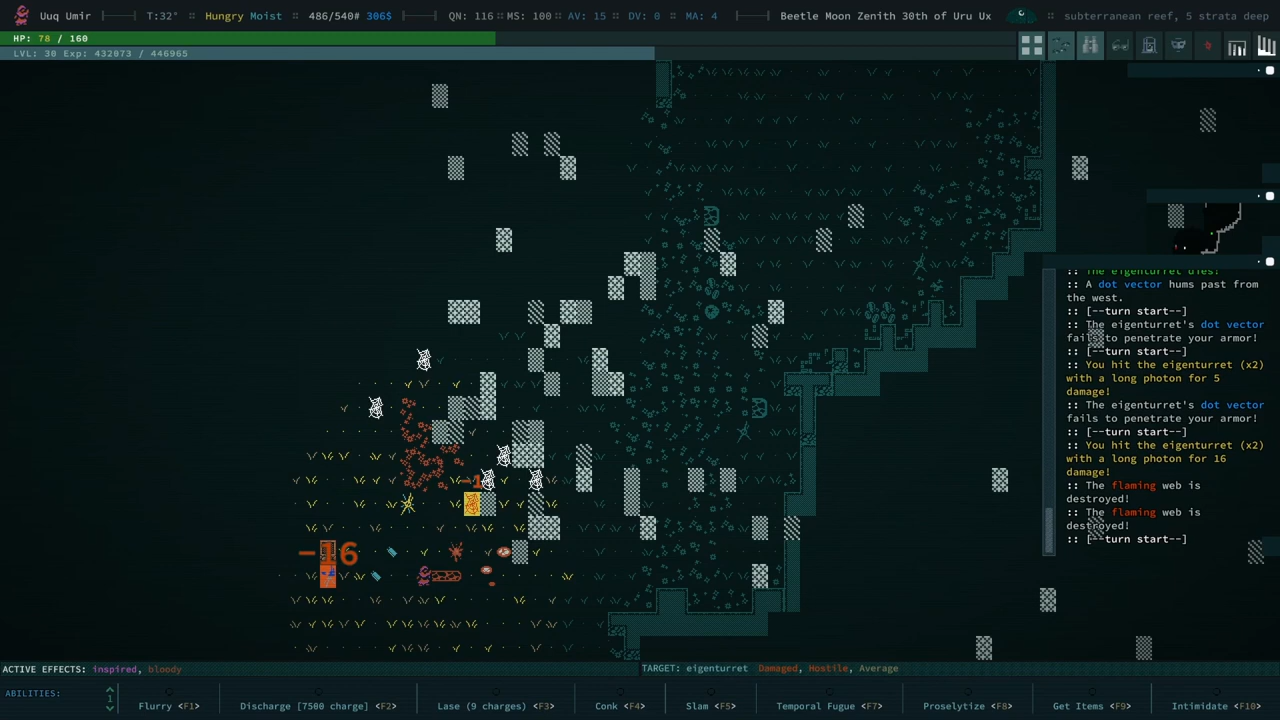 Uuq Umir T:32° :: Hungry Moist :: 486/540# 306$ QN: 116 :: MS: 100 :: AV: 15 :: DV: 0 :: MA: 4 Beetle Moon Zenith 30th of Uru Ux :: subterranean reef, 5 strata deep
HP: 78 / 160
LVL: 30 Exp: 432073 / 446965
:: The eigenturret dies!
:: A dot vector hums past from
the west.
:: [--turn start--]
:: The eigenturret's dot vector
fails to penetrate your armor!
:: [--turn start--]
:: You hit the eigenturret (x2)
with a long photon for 5
damage!
:: The eigenturret's dot vector
fails to penetrate your armor!
:: [--turn start--]
:: You hit the eigenturret (x2)
with a long photon for 16
damage!
:: The flaming web is
destroyed!
:: The flaming web is
destroyed!
:: [--turn start--]
-1
-16
ACTIVE EFFECTS: inspired, bloody
TARGET: eigenturret Damaged, Hostile, Average
ABILITIES: 1 Flurry <F1> Discharge [7500 charge] <F2> Lase (9 charges) <F3> Conk <F4> Slam <F5> Temporal Fugue <F7> Proselytize <F8> Get Items <F9> Intimidate <F10>